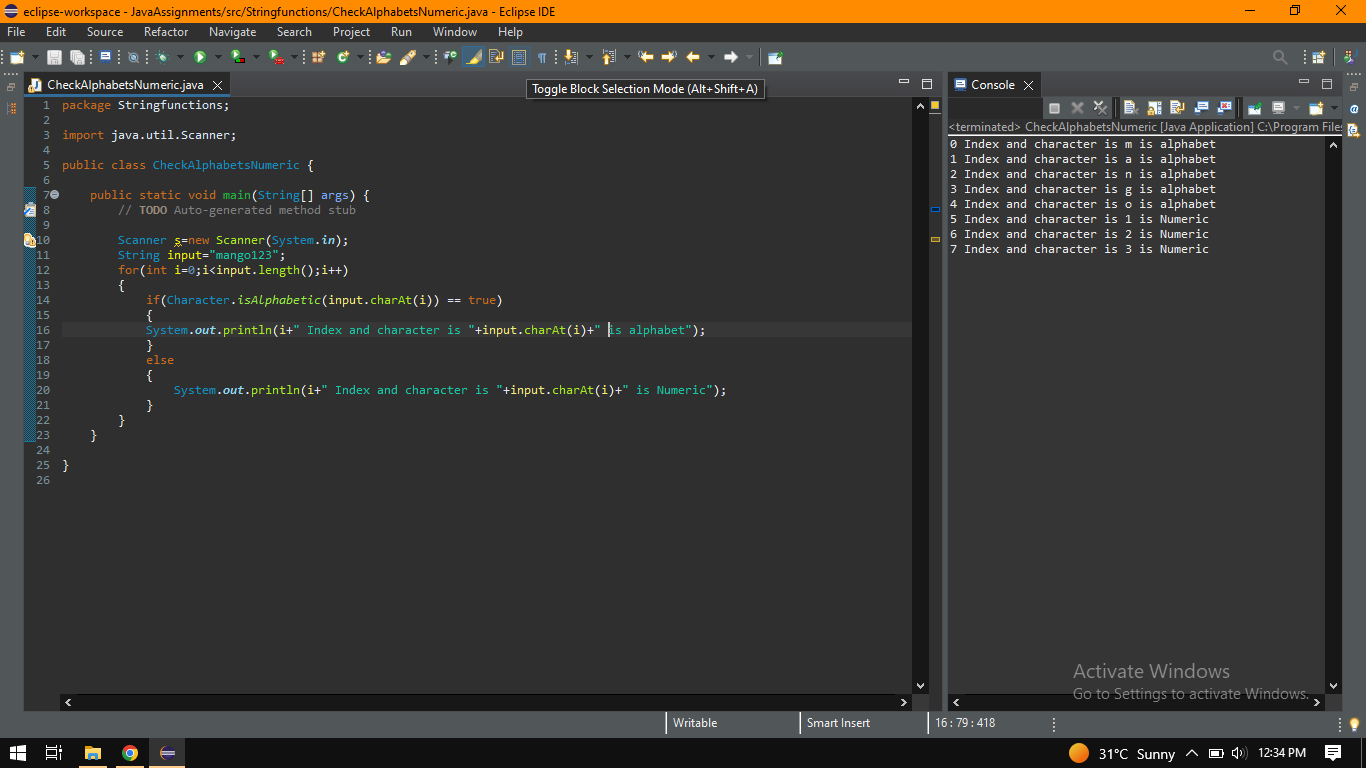 eclipse-workspace - JavaAssignments/src/Stringfunctions/CheckAlphabetsNumeric.java - Eclipse IDE
File Edit Source Refactor Navigate Search Project Run Window Help
CheckAlphabetsNumeric.java
Toggle Block Selection Mode (Alt+Shift+A)
1 package Stringfunctions;
2
3 import java.util.Scanner;
4
5 public class CheckAlphabetsNumeric {
6
7 public static void main(String[] args) {
8 // TODO Auto-generated method stub
9
10 Scanner s=new Scanner(System.in);
11 String input="mango123";
12 for(int i=0;i<input.length();i++)
13 {
14 if(Character.isAlphabetic(input.charAt(i)) == true)
15 {
16 System.out.println(i+" Index and character is "+input.charAt(i)+" is alphabet");
17 }
18 else
19 {
20 System.out.println(i+" Index and character is "+input.charAt(i)+" is Numeric");
21 }
22 }
23 }
24
25 }
26
Console
<terminated> CheckAlphabetsNumeric [Java Application] C:\Program Files
0 Index and character is m is alphabet
1 Index and character is a is alphabet
2 Index and character is n is alphabet
3 Index and character is g is alphabet
4 Index and character is o is alphabet
5 Index and character is 1 is Numeric
6 Index and character is 2 is Numeric
7 Index and character is 3 is Numeric
Activate Windows
Go to Settings to activate Windows.
Writable Smart Insert 16 : 79 : 418
31°C Sunny 12:34 PM